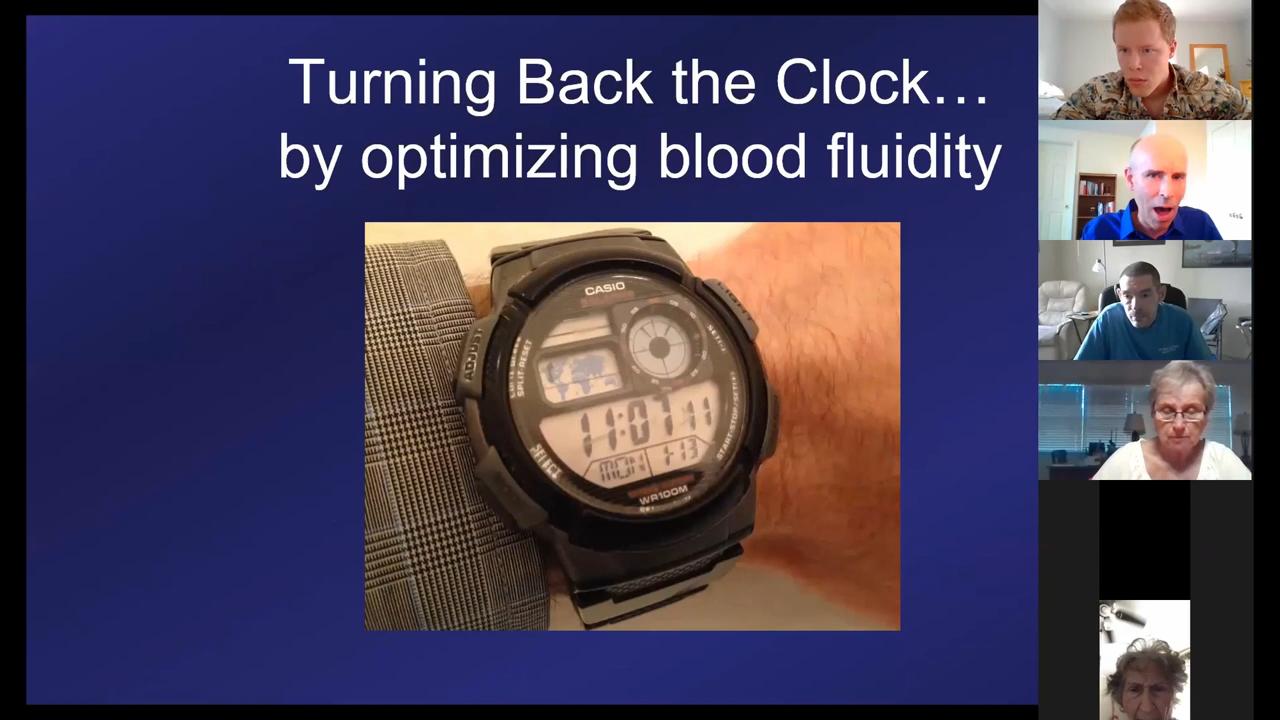 Turning Back the Clock…
by optimizing blood fluidity
CASIO
ADJUST
SPLIT·RESET
11:07 11
MON 1-13
SELECT
START·STOP/SET(+)
WR100M